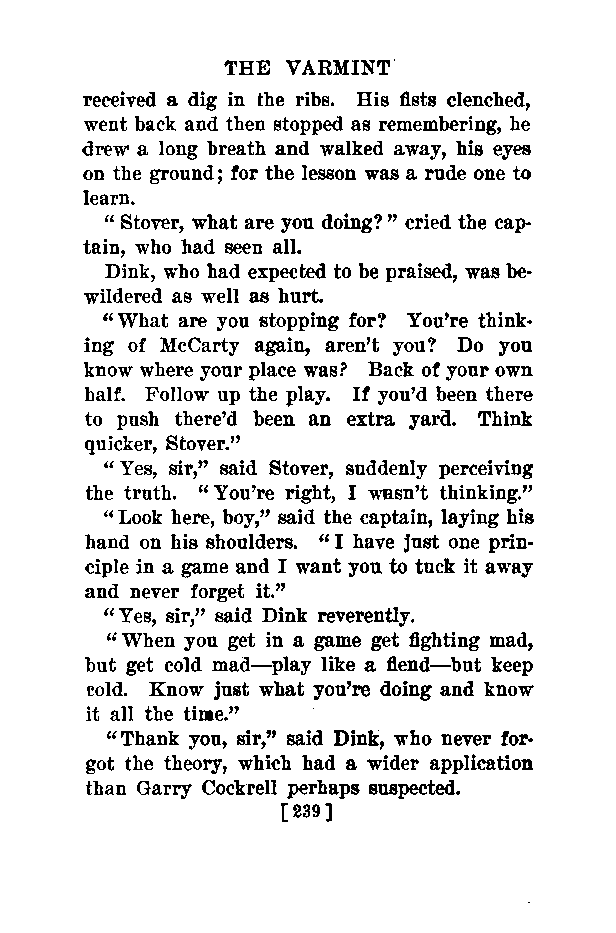 THE VARMINT
received a dig in the ribs. His fists clenched,
went back and then stopped as remembering, he
drew a long breath and walked away, his eyes
on the ground; for the lesson was a rude one to
learn.
“Stover, what are you doing?” cried the cap-
tain, who had seen all.
Dink, who had expected to be praised, was be-
wildered as well as hurt.
“What are you stopping for? You're think-
ing of McCarty again, aren't you? Do you
know where your place was? Back of your own
half. Follow up the play. If you'd been there
to push there'd been an extra yard. Think
quicker, Stover.”
“Yes, sir,” said Stover, suddenly perceiving
the truth. “You're right, I wasn't thinking.”
“Look here, boy,” said the captain, laying his
hand on his shoulders. “I have just one prin-
ciple in a game and I want you to tuck it away
and never forget it.”
“Yes, sir,” said Dink reverently.
“When you get in a game get fighting mad,
but get cold mad—play like a fiend—but keep
cold. Know just what you're doing and know
it all the time.”
“Thank you, sir,” said Dink, who never for-
got the theory, which had a wider application
than Garry Cockrell perhaps suspected.
[239]